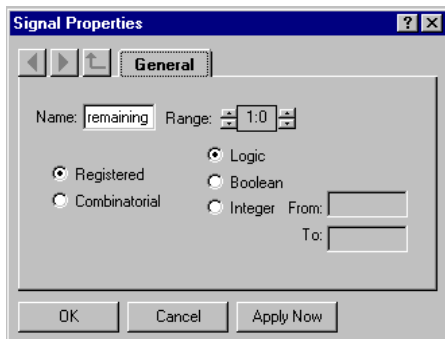 Signal Properties
General
Name: remaining Range: 1:0
Logic
Registered
Boolean
Combinatorial
Integer From:
To:
OK Cancel Apply Now